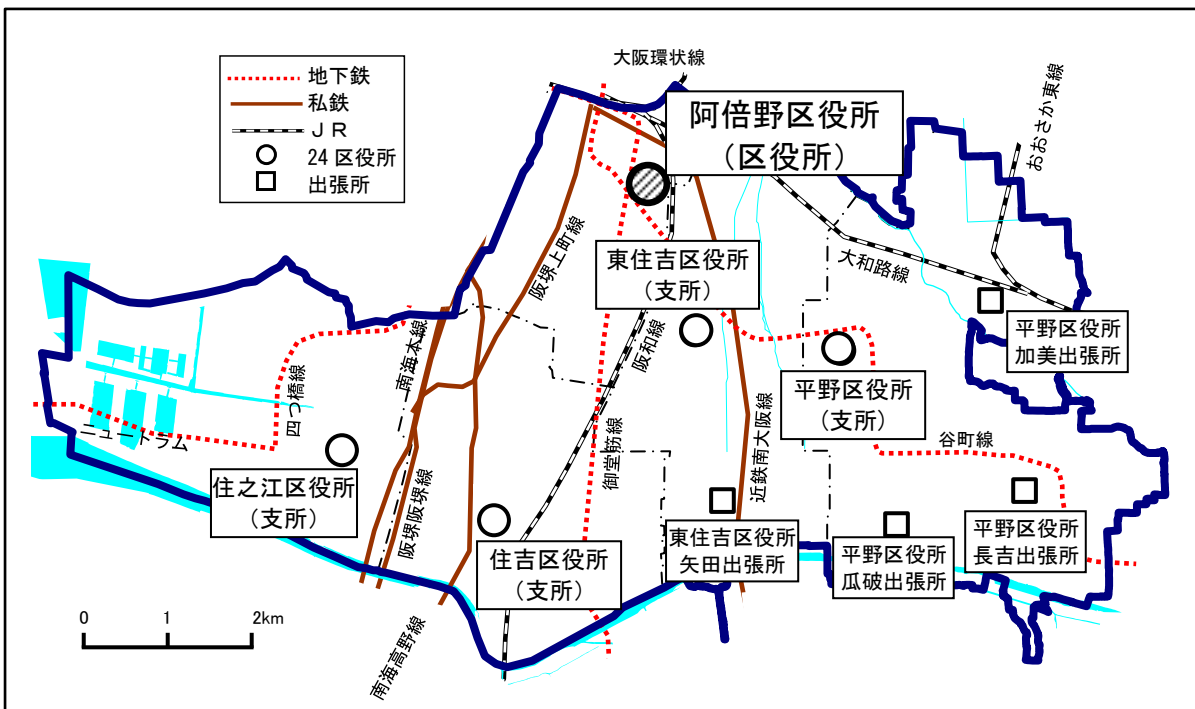 大阪環状線
地下鉄
私鉄
ＪＲ
24区役所
出張所
阿倍野区役所
（区役所）
おおさか東線
阪堺上町線
東住吉区役所
（支所）
大和路線
阪和線
南海本線
平野区役所
加美出張所
平野区役所
（支所）
四つ橋線
ニュートラム
御堂筋線
近鉄南大阪線
谷町線
住之江区役所
（支所）
阪堺阪堺線
住吉区役所
（支所）
東住吉区役所
矢田出張所
平野区役所
瓜破出張所
平野区役所
長吉出張所
0 1 2km
南海高野線